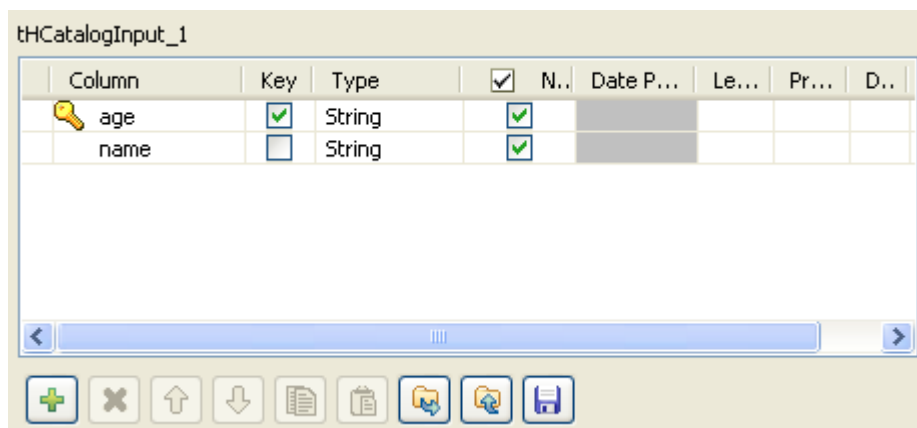 tHCatalogInput_1
Column Key Type N.. Date P... Le... Pr... D..
age String
name String